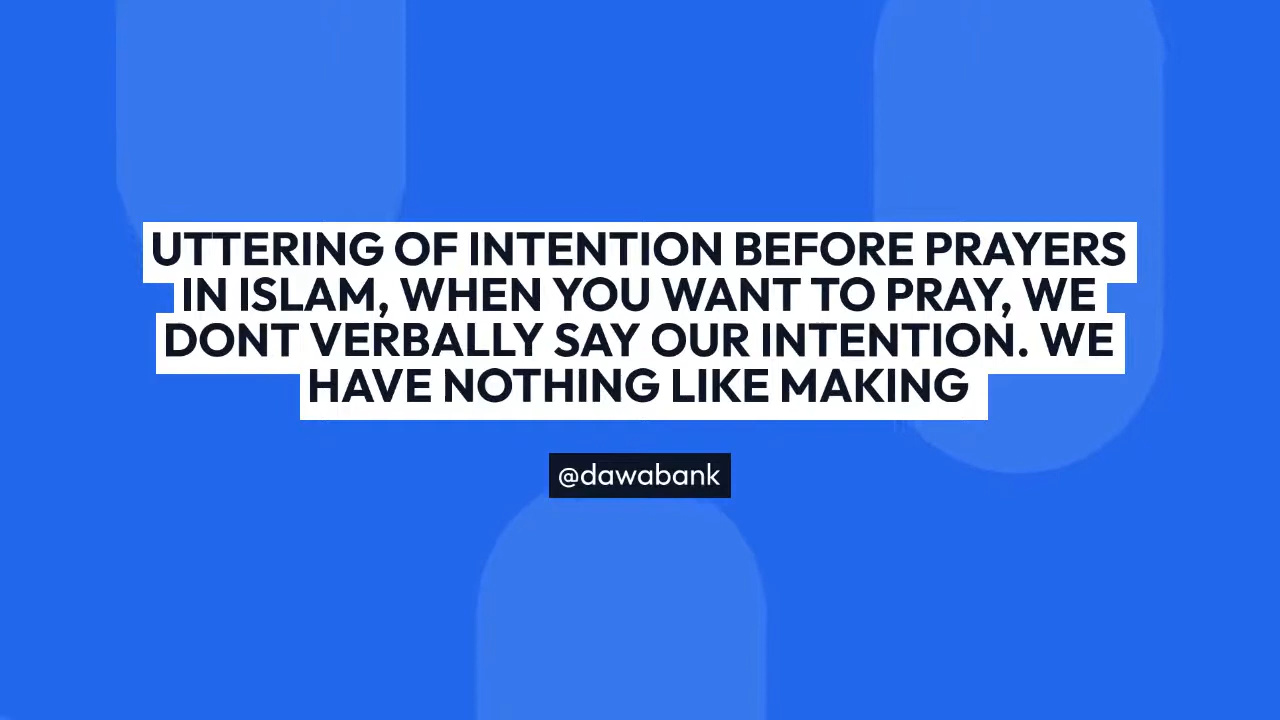 UTTERING OF INTENTION BEFORE PRAYERS
IN ISLAM, WHEN YOU WANT TO PRAY, WE
DONT VERBALLY SAY OUR INTENTION. WE
HAVE NOTHING LIKE MAKING
@dawabank